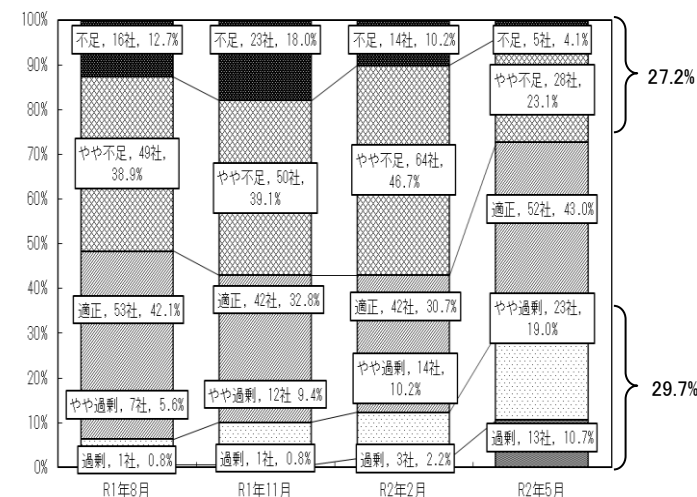 100%
90%
80%
70%
60%
50%
40%
30%
20%
10%
0%
不足, 16社, 12.7%
やや不足, 49社,
38.9%
適正, 53社, 42.1%
やや過剰, 7社, 5.6%
過剰, 1社, 0.8%
R1年8月
不足, 23社, 18.0%
やや不足, 50社,
39.1%
適正, 42社, 32.8%
やや過剰, 12社 9.4%
過剰, 1社, 0.8%
R1年11月
不足, 14社, 10.2%
やや不足, 64社,
46.7%
適正, 42社, 30.7%
やや過剰, 14社,
10.2%
過剰, 3社, 2.2%
R2年2月
不足, 5社, 4.1%
やや不足, 28社,
23.1%
適正, 52社, 43.0%
やや過剰, 23社,
19.0%
過剰, 13社, 10.7%
R2年5月
27.2%
29.7%